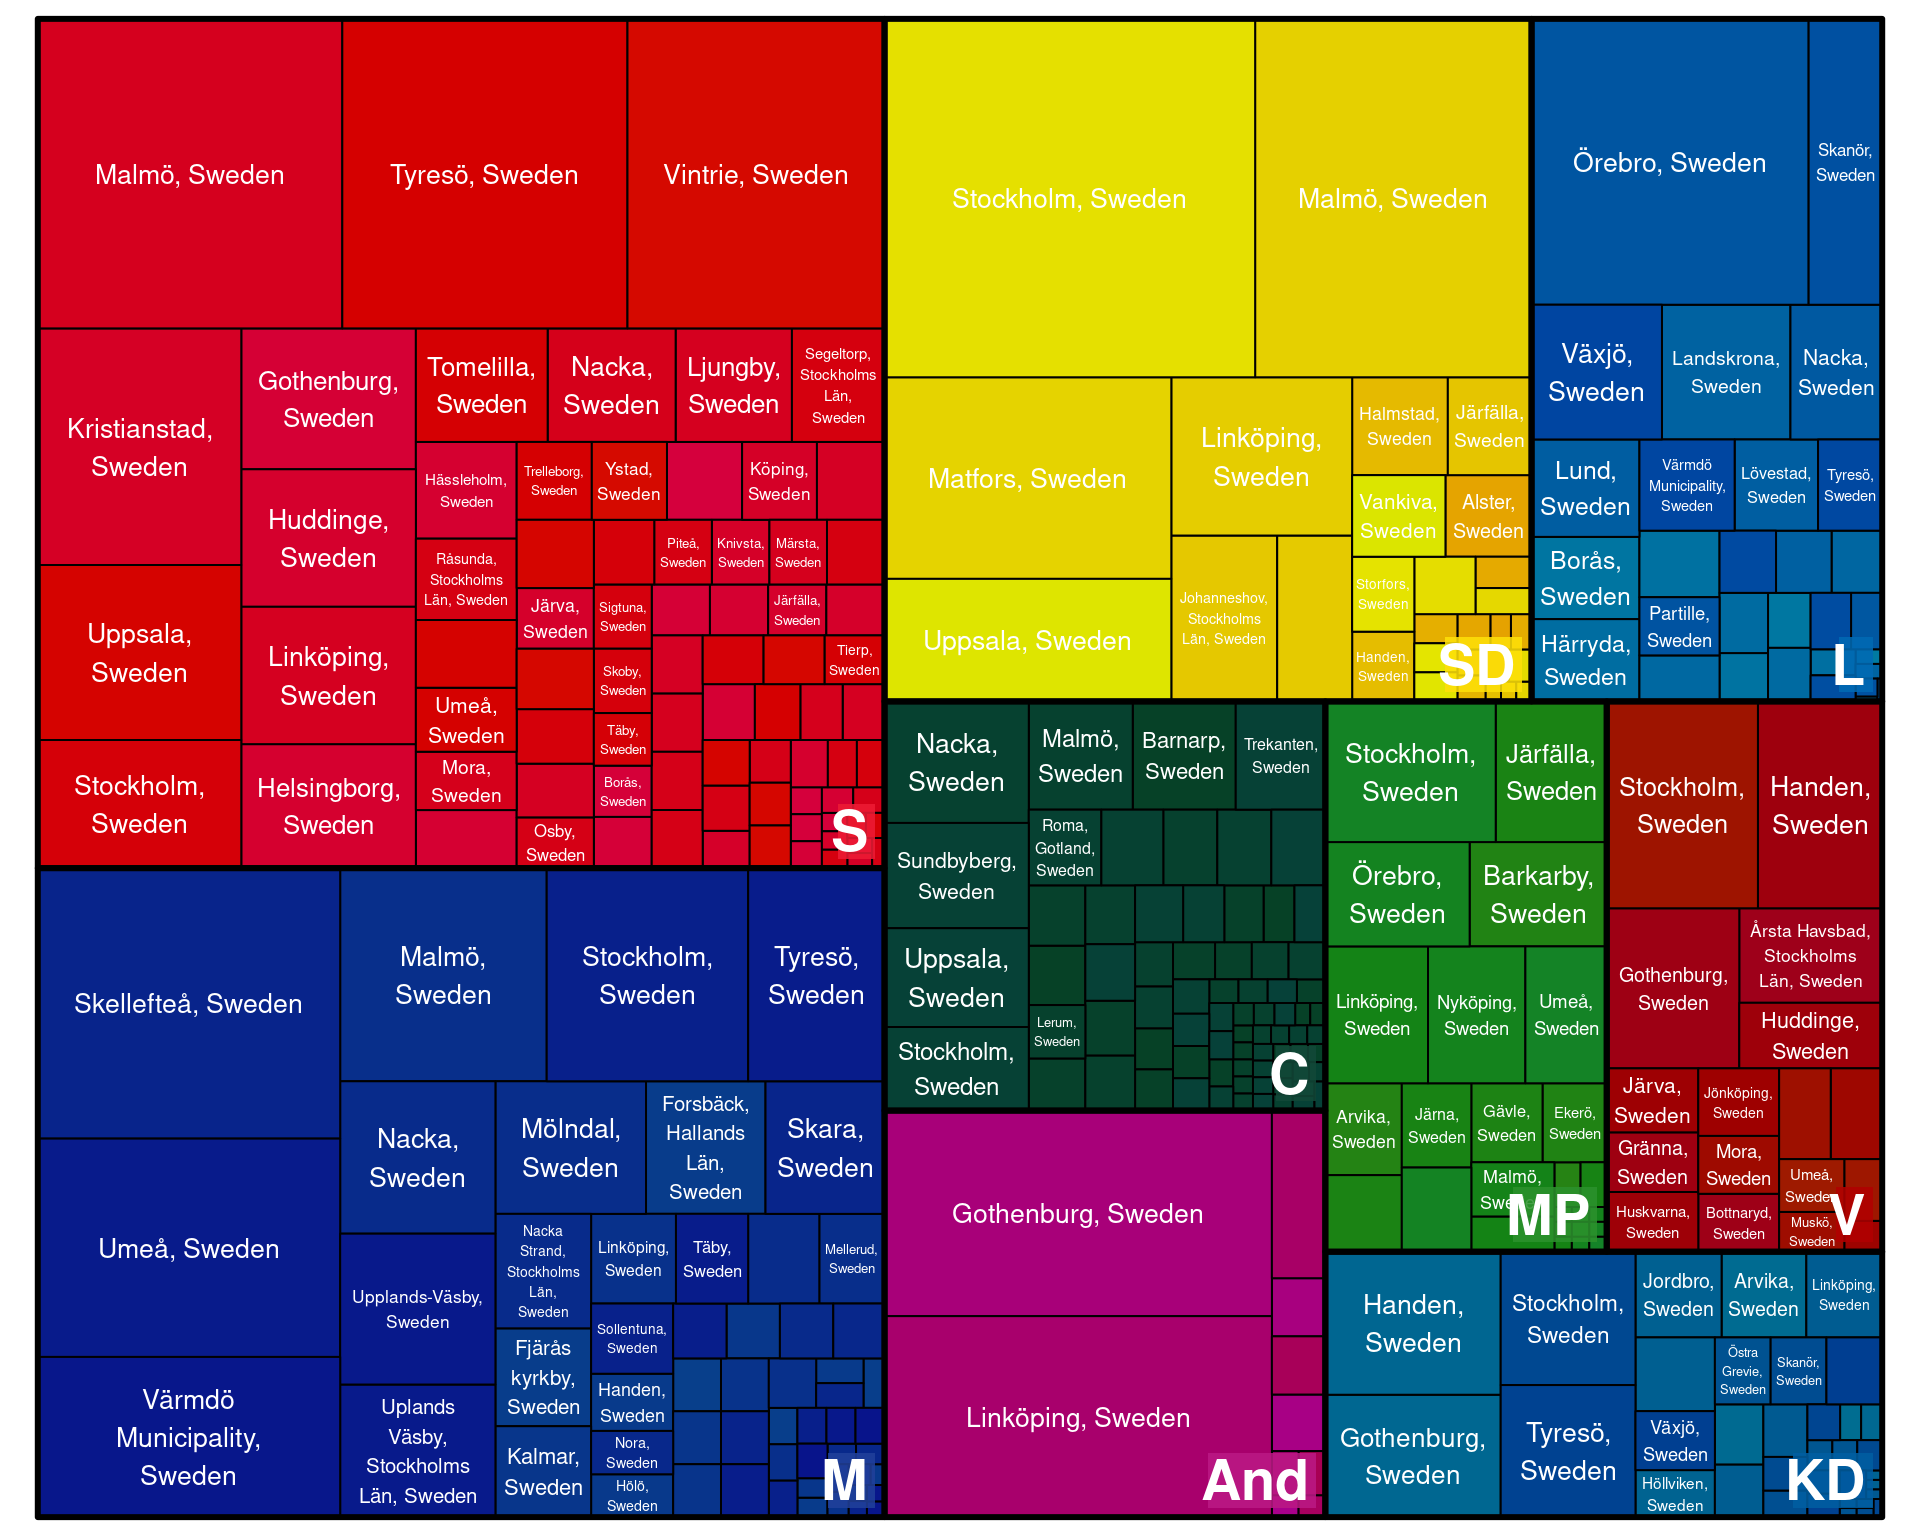 Malmö, Sweden
Tyresö, Sweden
Vintrie, Sweden
Kristianstad,
Sweden
Uppsala,
Sweden
Stockholm,
Sweden
Gothenburg,
Sweden
Huddinge,
Sweden
Linköping,
Sweden
Helsingborg,
Sweden
Tomelilla,
Sweden
Nacka,
Sweden
Ljungby,
Sweden
Segeltorp,
Stockholms
Län,
Sweden
Hässleholm,
Sweden
Råsunda,
Stockholms
Län, Sweden
Umeå,
Sweden
Mora,
Sweden
Trelleborg,
Sweden
Ystad,
Sweden
Köping,
Sweden
Järva,
Sweden
Osby,
Sweden
Piteå,
Sweden
Knivsta,
Sweden
Märsta,
Sweden
Sigtuna,
Sweden
Skoby,
Sweden
Täby,
Sweden
Borås,
Sweden
Järfälla,
Sweden
Tierp,
Sweden
S
Skellefteå, Sweden
Umeå, Sweden
Värmdö
Municipality,
Sweden
Malmö,
Sweden
Stockholm,
Sweden
Tyresö,
Sweden
Nacka,
Sweden
Upplands-Väsby,
Sweden
Uplands
Väsby,
Stockholms
Län, Sweden
Mölndal,
Sweden
Forsbäck,
Hallands
Län,
Sweden
Skara,
Sweden
Nacka
Strand,
Stockholms
Län,
Sweden
Fjärås
kyrkby,
Sweden
Kalmar,
Sweden
Linköping,
Sweden
Täby,
Sweden
Mellerud,
Sweden
Sollentuna,
Sweden
Handen,
Sweden
Nora,
Sweden
Hölö,
Sweden
M
Stockholm, Sweden
Malmö, Sweden
Matfors, Sweden
Uppsala, Sweden
Linköping,
Sweden
Johanneshov,
Stockholms
Län, Sweden
Halmstad,
Sweden
Järfälla,
Sweden
Vankiva,
Sweden
Alster,
Sweden
Storfors,
Sweden
Handen,
Sweden
SD
Örebro, Sweden
Skanör,
Sweden
Växjö,
Sweden
Landskrona,
Sweden
Nacka,
Sweden
Lund,
Sweden
Borås,
Sweden
Härryda,
Sweden
Värmdö
Municipality,
Sweden
Lövestad,
Sweden
Tyresö,
Sweden
Partille,
Sweden
L
Nacka,
Sweden
Sundbyberg,
Sweden
Uppsala,
Sweden
Stockholm,
Sweden
Malmö,
Sweden
Barnarp,
Sweden
Trekanten,
Sweden
Roma,
Gotland,
Sweden
Lerum,
Sweden
C
Gothenburg, Sweden
Linköping, Sweden
And
Stockholm,
Sweden
Järfälla,
Sweden
Örebro,
Sweden
Barkarby,
Sweden
Linköping,
Sweden
Nyköping,
Sweden
Umeå,
Sweden
Arvika,
Sweden
Järna,
Sweden
Gävle,
Sweden
Ekerö,
Sweden
Malmö,
Sweden
MP
Stockholm,
Sweden
Handen,
Sweden
Gothenburg,
Sweden
Årsta Havsbad,
Stockholms
Län, Sweden
Huddinge,
Sweden
Järva,
Sweden
Gränna,
Sweden
Huskvarna,
Sweden
Jönköping,
Sweden
Mora,
Sweden
Bottnaryd,
Sweden
Umeå,
Sweden
Muskö,
Sweden
V
Handen,
Sweden
Gothenburg,
Sweden
Stockholm,
Sweden
Tyresö,
Sweden
Jordbro,
Sweden
Arvika,
Sweden
Linköping,
Sweden
Östra
Grevie,
Sweden
Skanör,
Sweden
Växjö,
Sweden
Höllviken,
Sweden
KD